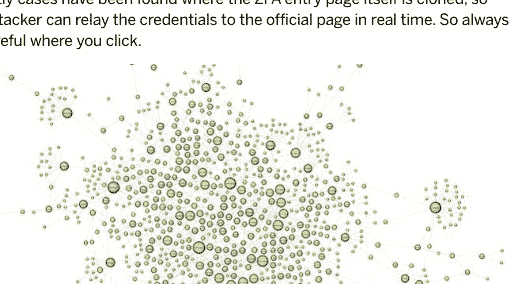 cases have been found where the 2FA entry page itself is cloned, so
tacker can relay the credentials to the official page in real time. So always
eful where you click.